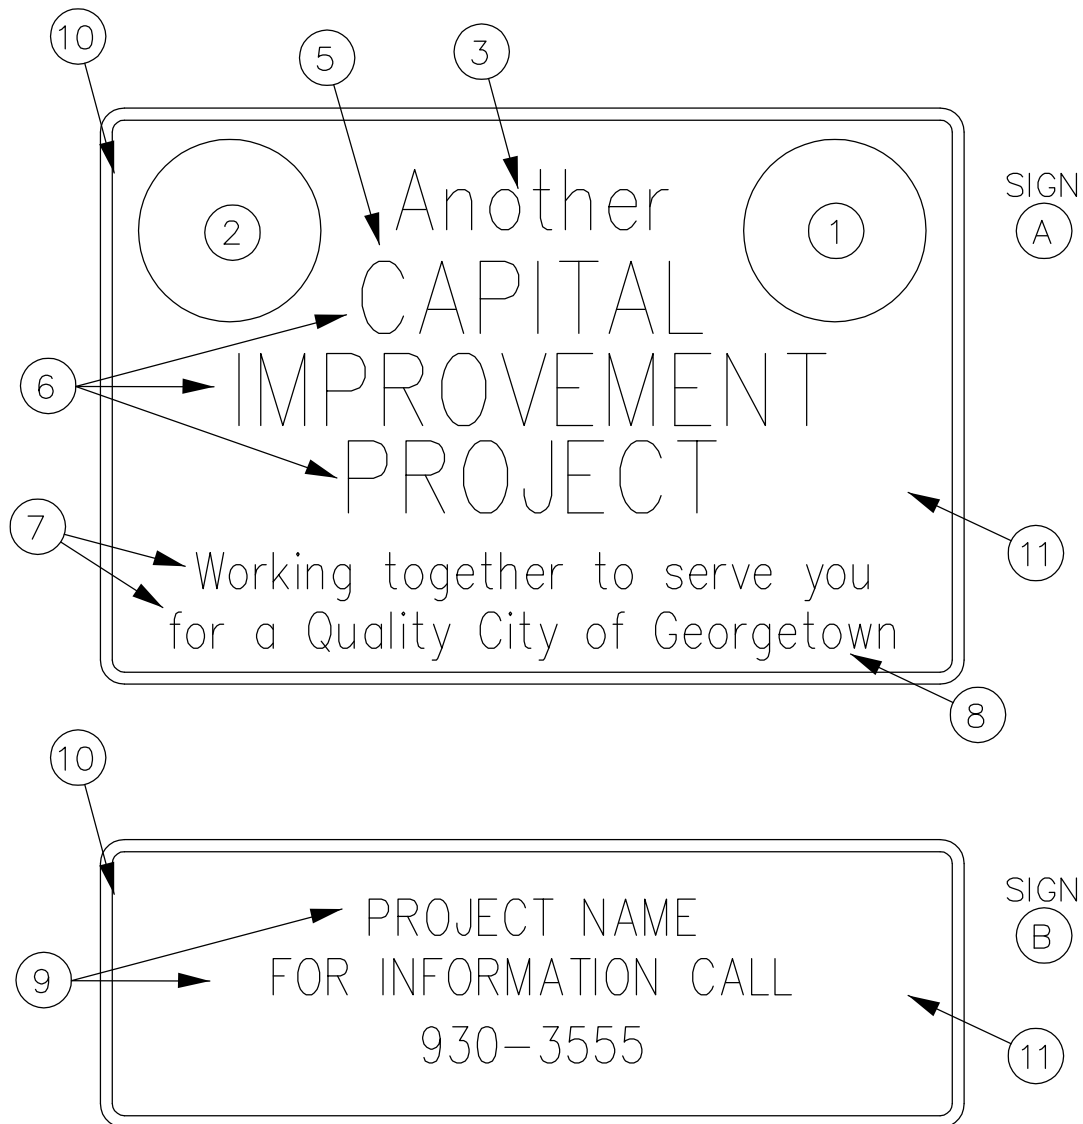 10
5
3
Another
SIGN
2
1
A
CAPITAL
6
IMPROVEMENT
PROJECT
7
11
Working together to serve you
for a Quality City of Georgetown
8
10
SIGN
PROJECT NAME
B
9
FOR INFORMATION CALL
930-3555
11